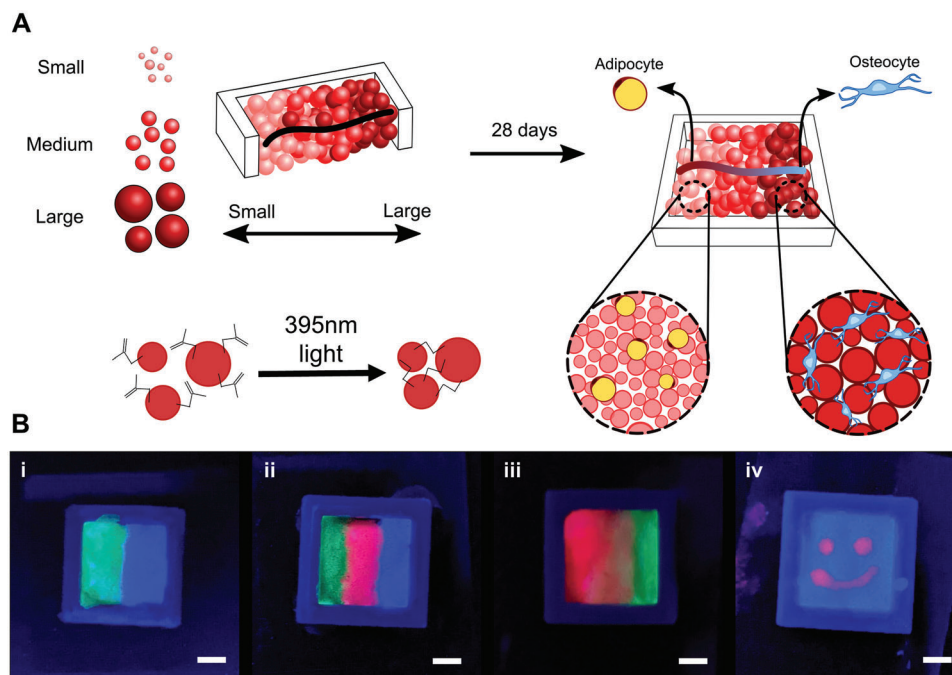 A
Small
Medium
Large
Small
Large
28 days
Adipocyte
Osteocyte
395nm
light
B
i
ii
iii
iv